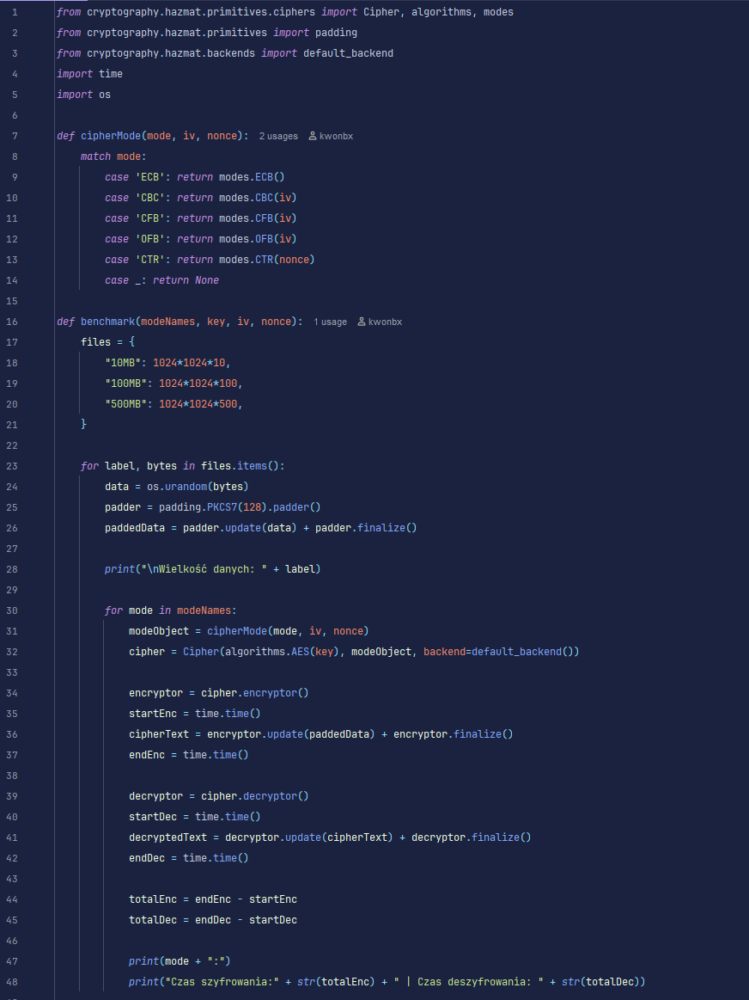 1 from cryptography.hazmat.primitives.ciphers import Cipher, algorithms, modes
2 from cryptography.hazmat.primitives import padding
3 from cryptography.hazmat.backends import default_backend
4 import time
5 import os
6
7 def cipherMode(mode, iv, nonce): 2 usages kwonbx
8     match mode:
9         case 'ECB': return modes.ECB()
10         case 'CBC': return modes.CBC(iv)
11         case 'CFB': return modes.CFB(iv)
12         case 'OFB': return modes.OFB(iv)
13         case 'CTR': return modes.CTR(nonce)
14         case _: return None
15
16 def benchmark(modeNames, key, iv, nonce): 1 usage kwonbx
17     files = {
18         "10MB": 1024*1024*10,
19         "100MB": 1024*1024*100,
20         "500MB": 1024*1024*500,
21     }
22
23     for label, bytes in files.items():
24         data = os.urandom(bytes)
25         padder = padding.PKCS7(128).padder()
26         paddedData = padder.update(data) + padder.finalize()
27
28         print("\nWielkość danych: " + label)
29
30         for mode in modeNames:
31             modeObject = cipherMode(mode, iv, nonce)
32             cipher = Cipher(algorithms.AES(key), modeObject, backend=default_backend())
33
34             encryptor = cipher.encryptor()
35             startEnc = time.time()
36             cipherText = encryptor.update(paddedData) + encryptor.finalize()
37             endEnc = time.time()
38
39             decryptor = cipher.decryptor()
40             startDec = time.time()
41             decryptedText = decryptor.update(cipherText) + decryptor.finalize()
42             endDec = time.time()
43
44             totalEnc = endEnc - startEnc
45             totalDec = endDec - startDec
46
47             print(mode + ":")
48             print("Czas szyfrowania:" + str(totalEnc) + " | Czas deszyfrowania: " + str(totalDec))